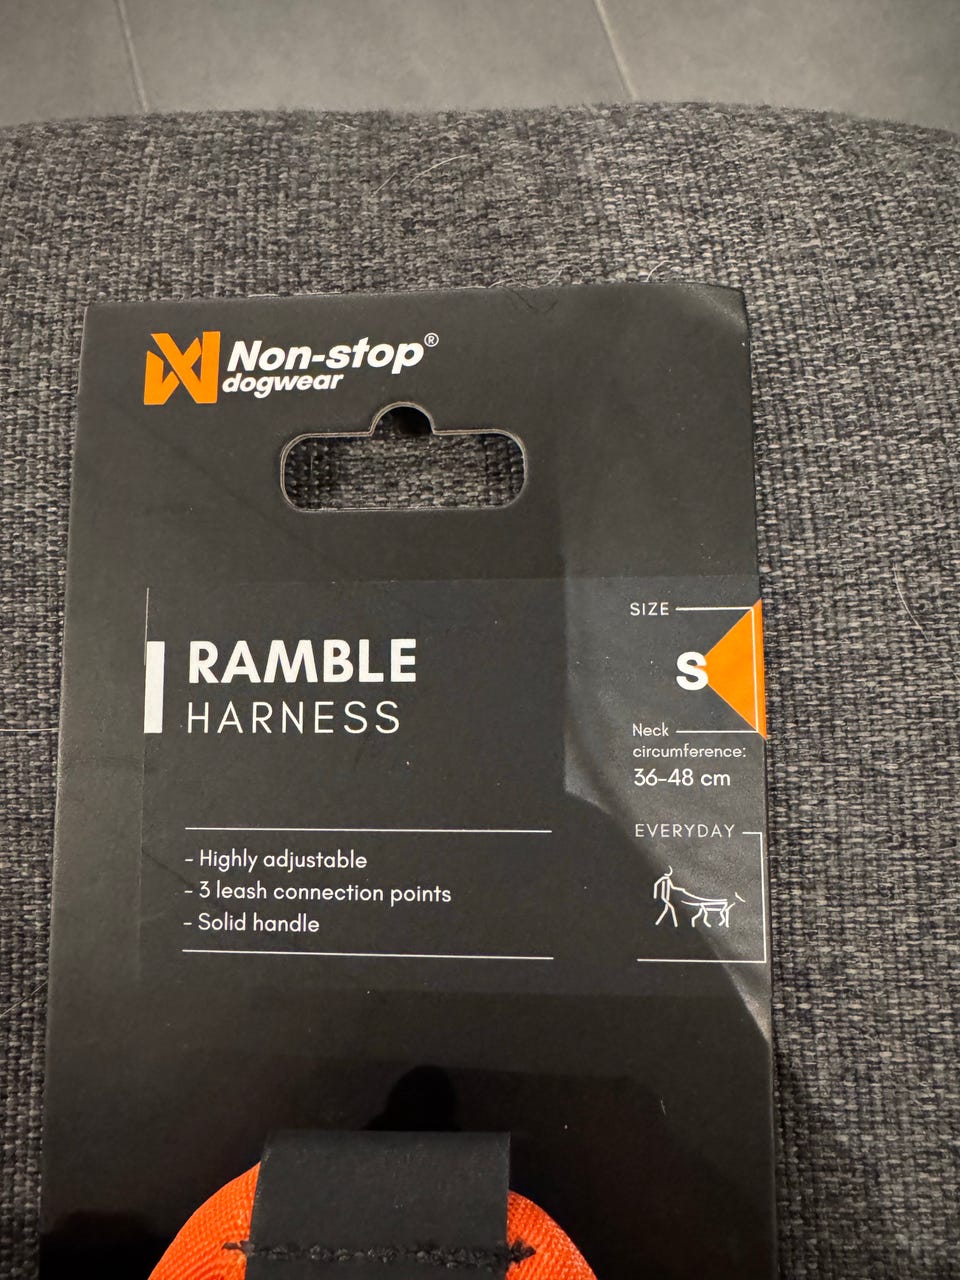 Non-stop®
dogwear
RAMBLE
HARNESS
- Highly adjustable
- 3 leash connection points
- Solid handle
SIZE
S
Neck
circumference:
36-48 cm
EVERYDAY